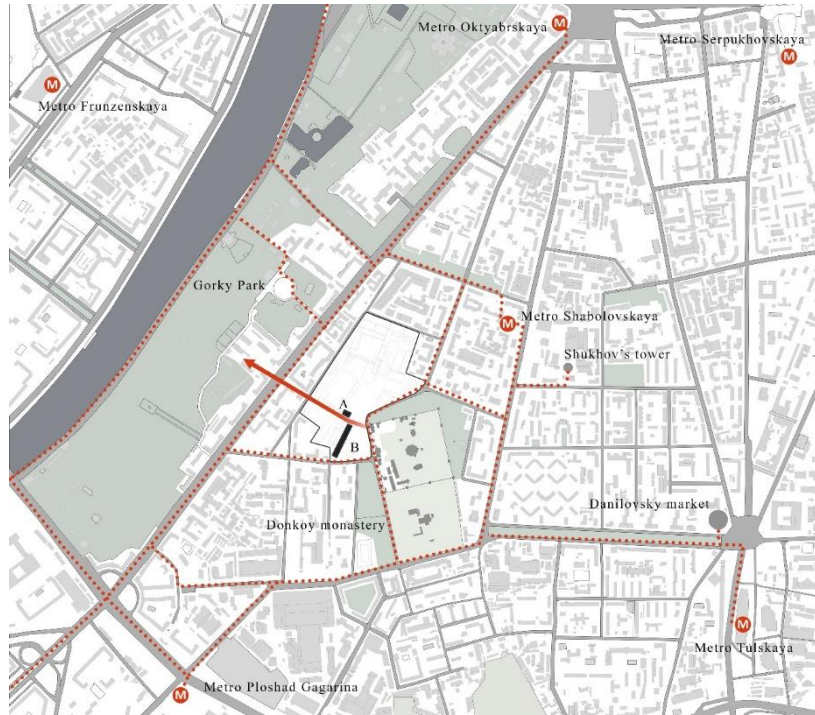 Metro Oktyabrskaya
M
Metro Serpukhovskaya
M
M
Metro Frunzenskaya
Gorky Park
M
Metro Shabolovskaya
Shukhov's tower
A
B
Danilovsky market
Donkoy monastery
M
Metro Tulskaya
M
Metro Ploshad Gagarina